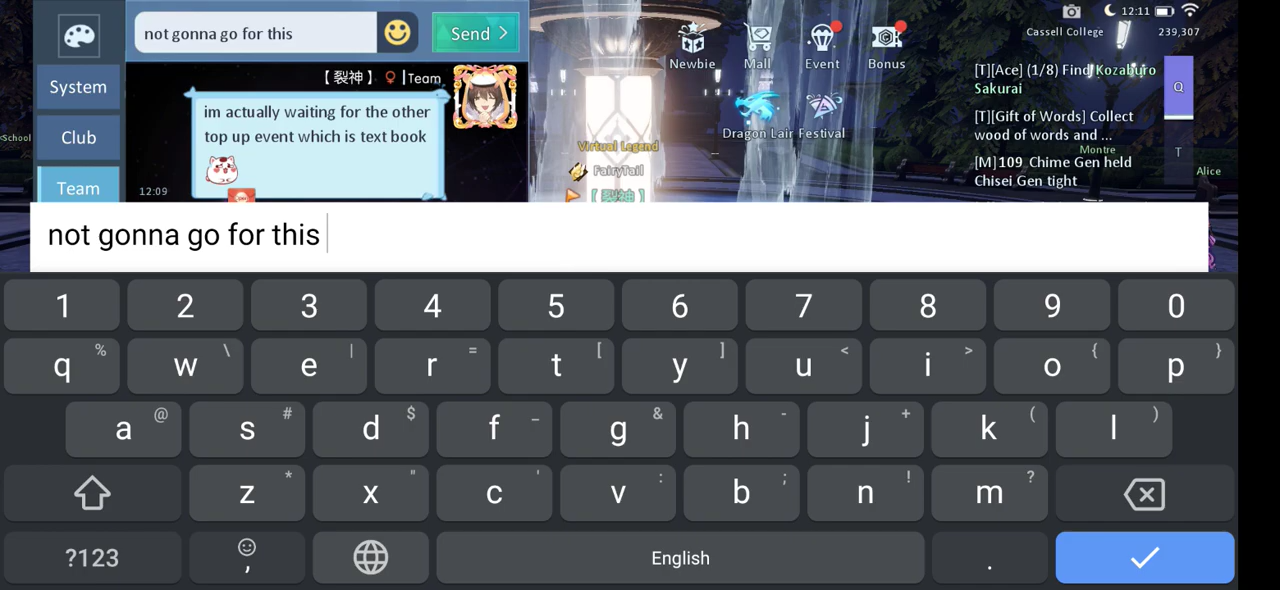 not gonna go for this
Send >
12:11
Newbie
Mall
Event
Bonus
Cassell College
239,307
System
【裂神】 ♀ |Team
im actually waiting for the other
top up event which is text book
12:09
Club
Team
<School
Virtual Legend
FairyTail
【裂神】
Dragon Lair Festival
[T][Ace] (1/8) Find Kozaburo
Sakurai
[T][Gift of Words] Collect
wood of words and ...
Montre
[M]109 Chime Gen held
Chisei Gen tight
Q
T
Alice
not gonna go for this
1 2 3 4 5 6 7 8 9 0
q % w \ e | r = t [ y ] u < i > o { p }
a @ s # d $ f _ g & h - j + k ( l )
z * x " c ' v : b ; n ! m ?
?123 , English .